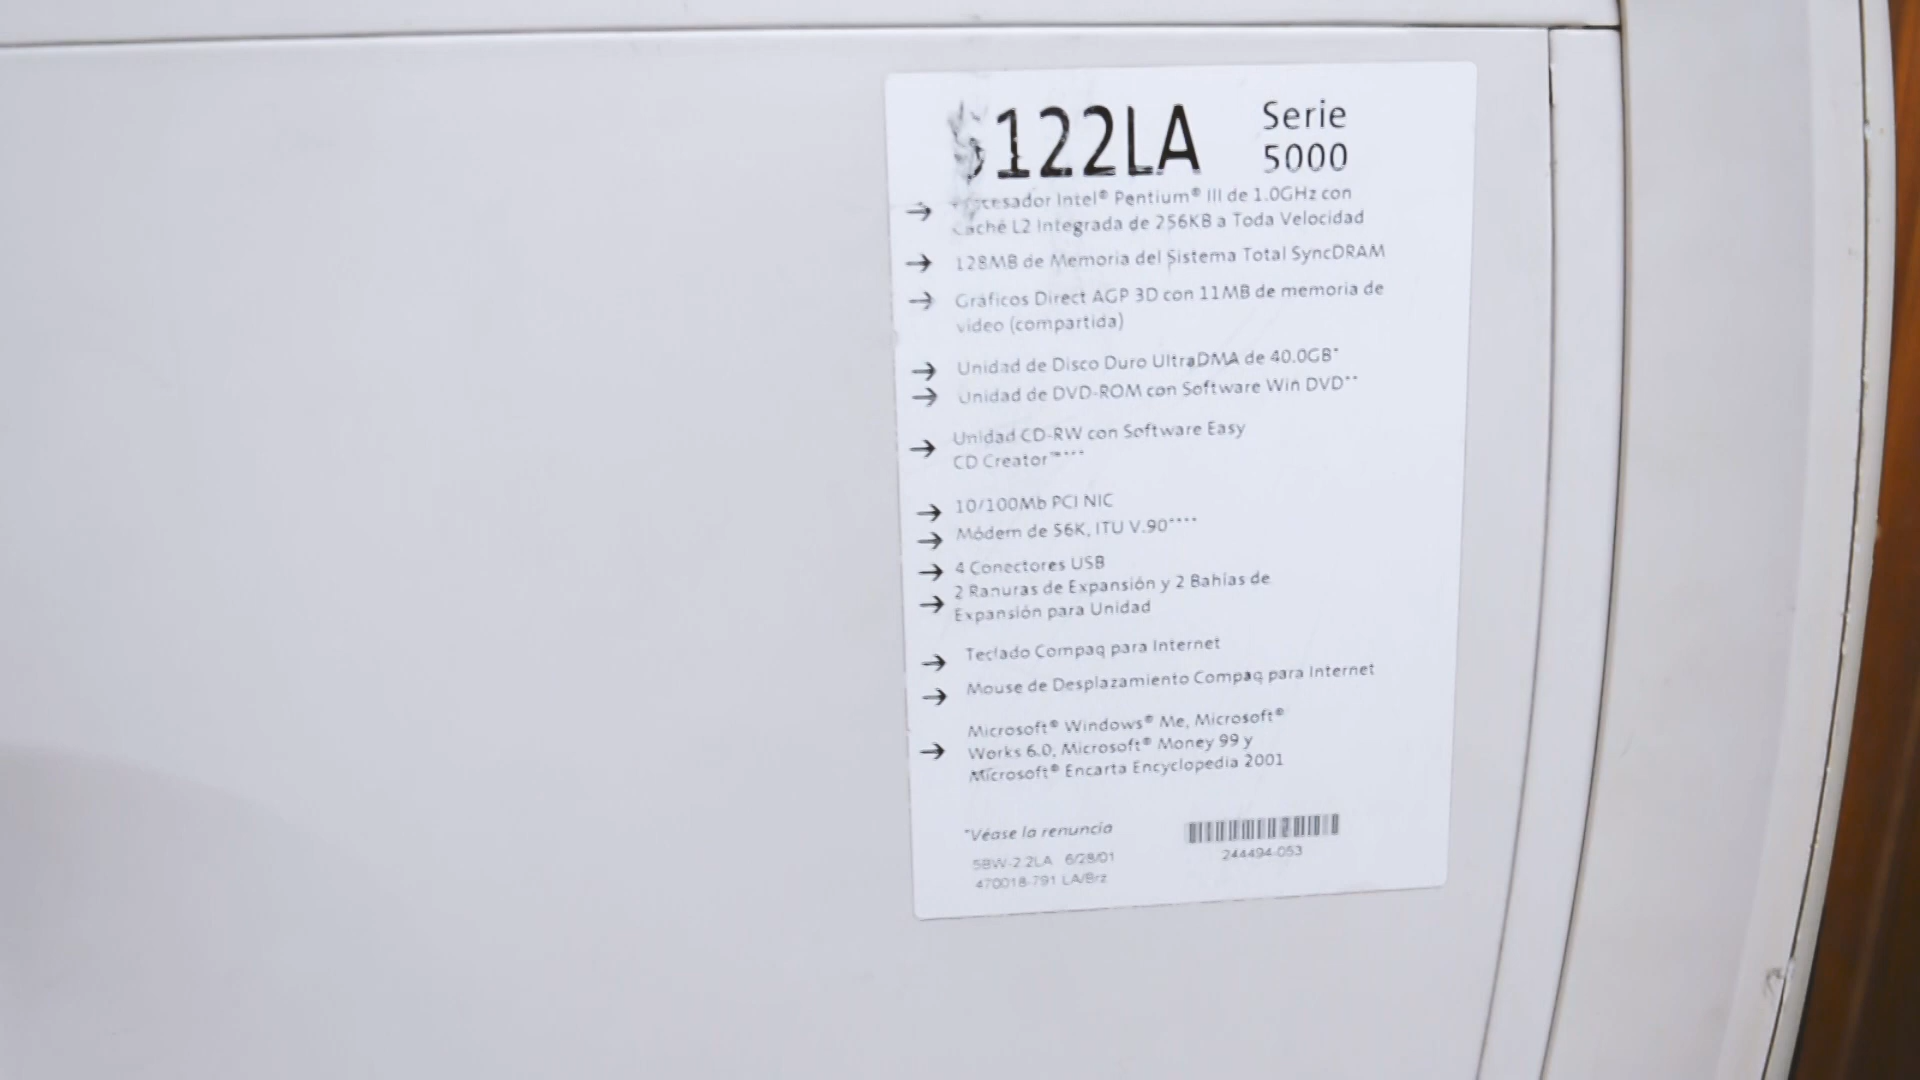 122LA Serie
5000
Intel® Pentium® III de 1.0GHz con
Caché L2 Integrada de 256KB a Toda Velocidad
128MB de Memoria del Sistema Total SyncDRAM
Gráficos Direct AGP 3D con 11MB de memoria de
video (compartida)
Unidad de Disco Duro UltraDMA de 40.0GB*
Unidad de DVD-ROM con Software Win DVD**
Unidad CD-RW con Software Easy
CD Creator™***
10/100Mb PCI NIC
Módem de 56K, ITU V.90****
4 Conectores USB
2 Ranuras de Expansión y 2 Bahías de
Expansión para Unidad
Teclado Compaq para Internet
Mouse de Desplazamiento Compaq para Internet
Microsoft® Windows® Me, Microsoft®
Works 6.0, Microsoft® Money 99 y
Microsoft® Encarta Encyclopedia 2001
*Véase la renuncia
6/28/01
470018-791 LA/Brz
244494-053